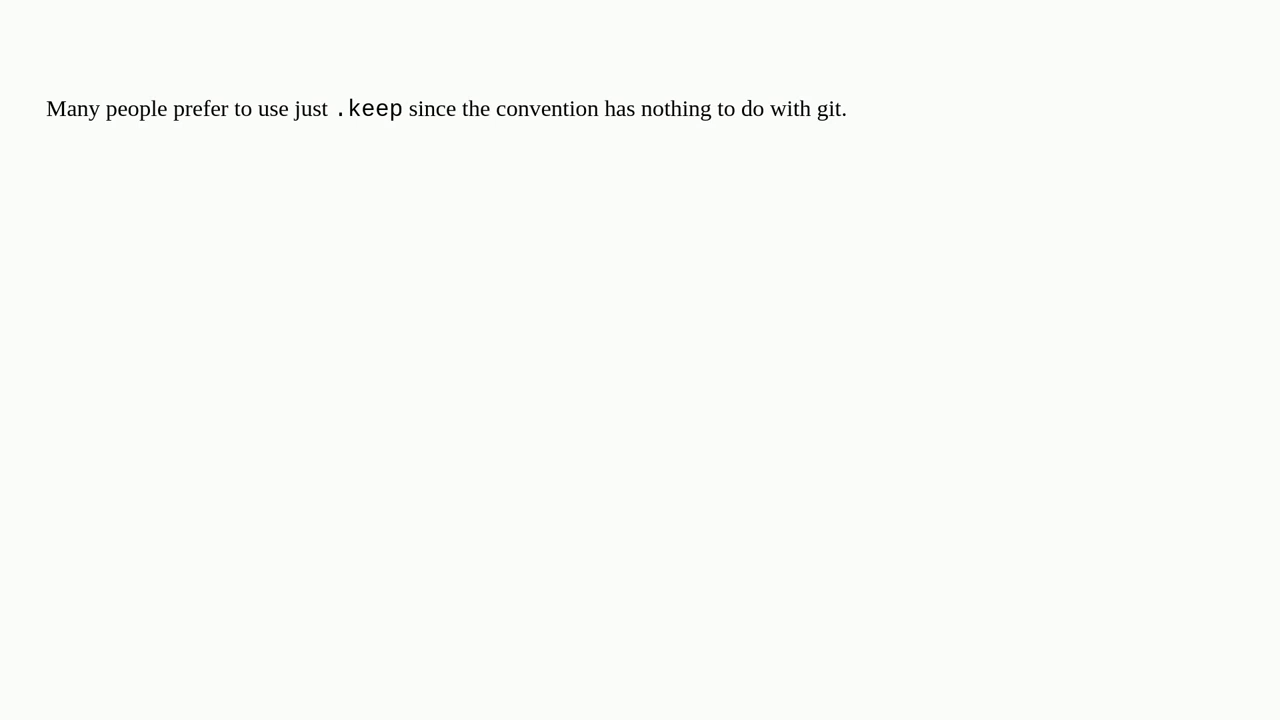 Many people prefer to use just .keep since the convention has nothing to do with git.